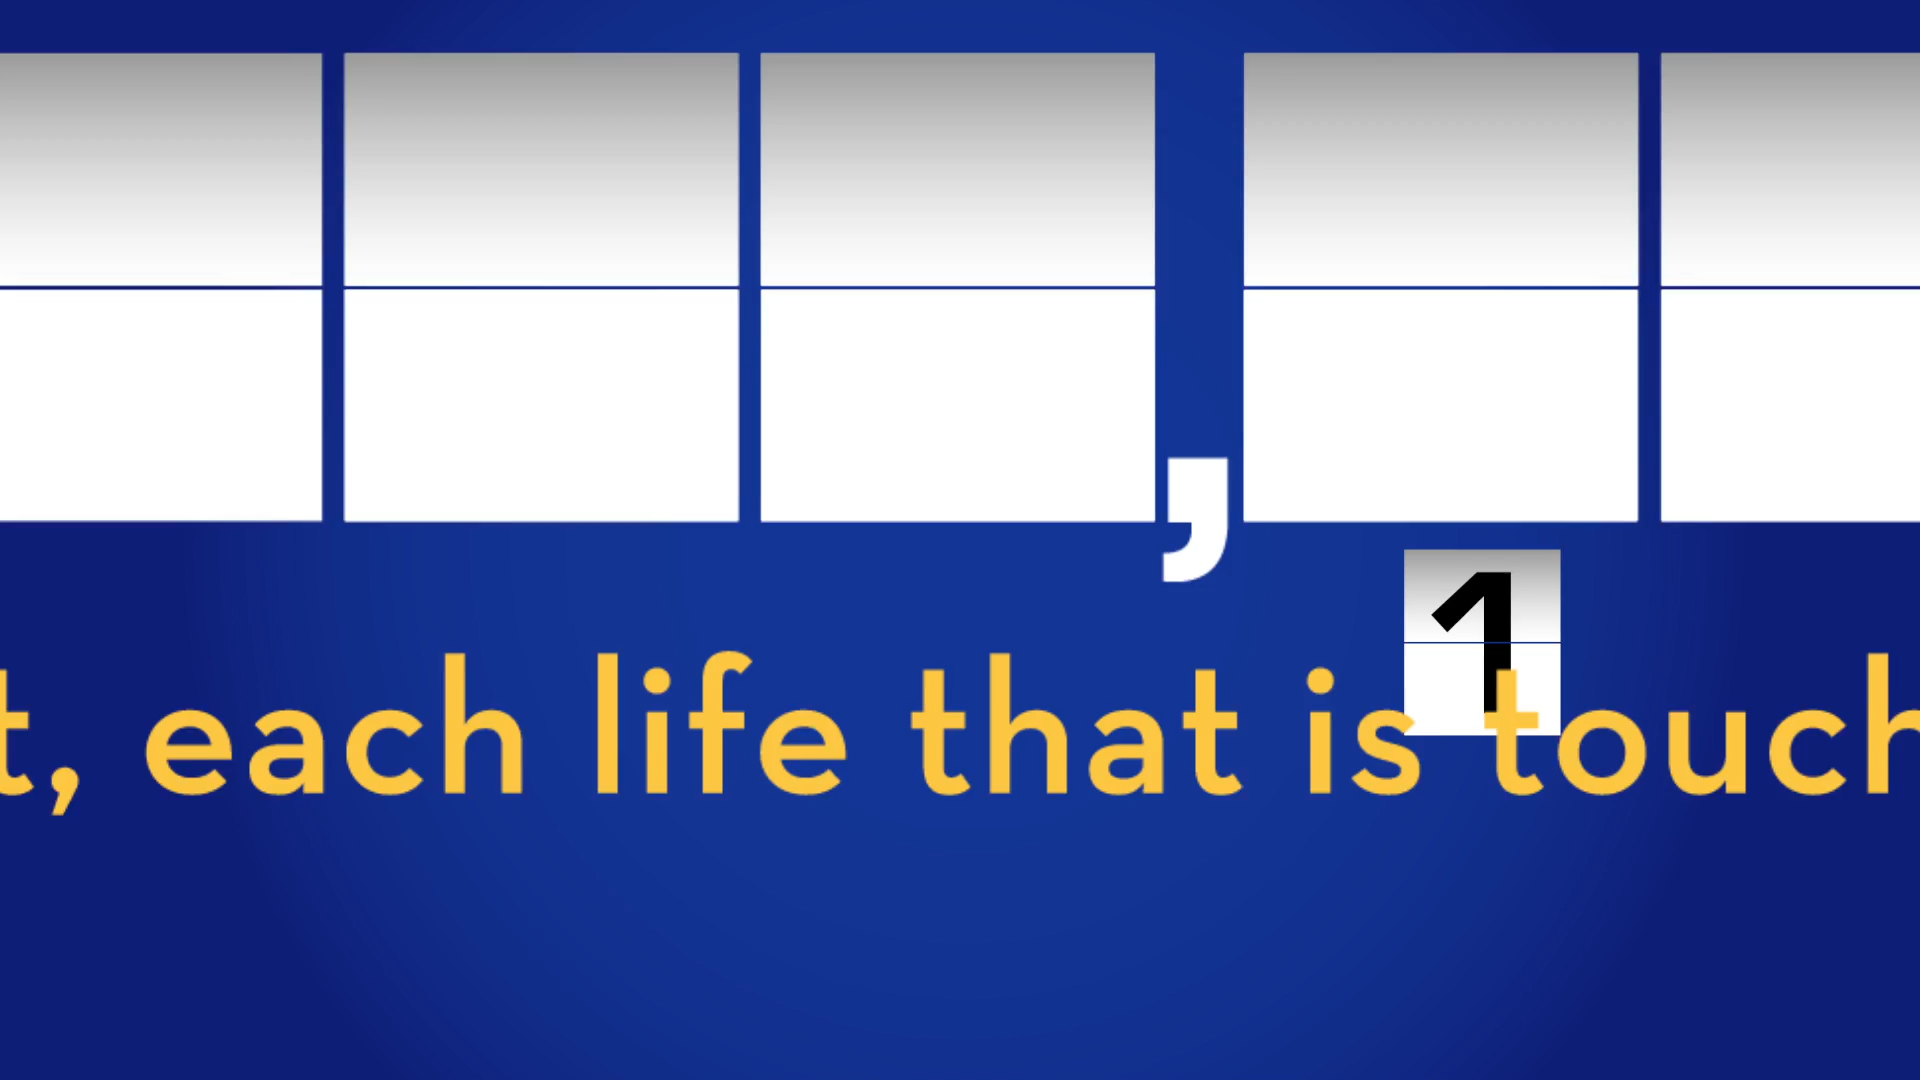 ,
1
t, each life that is touch